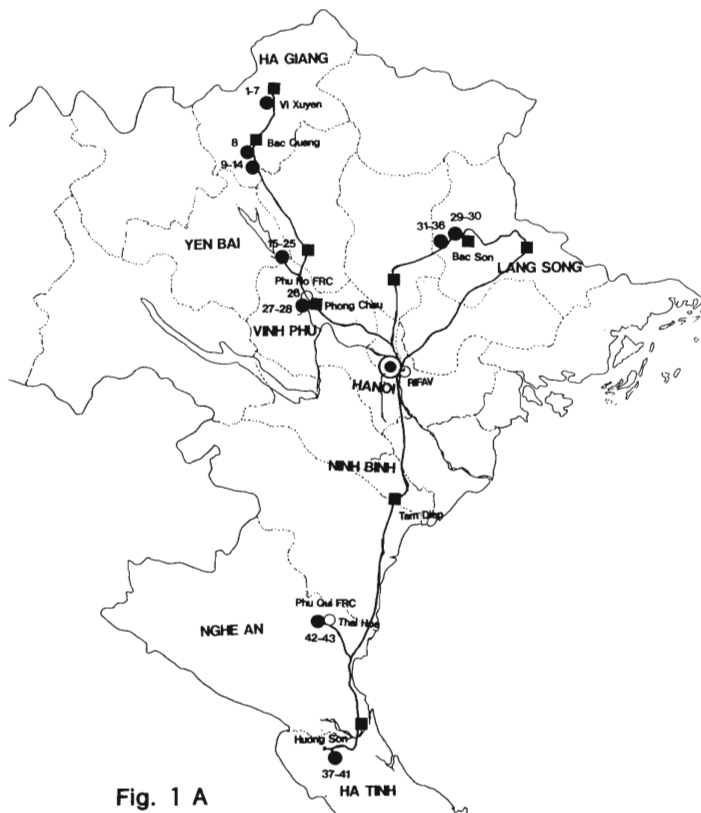 HA GIANG
1-7
Vi Xuyen
8
Bac Quang
9-14
29-30
31-36
YEN BAI
15-25
Bac Son
LANG SONG
Phu Ho FRC
26
27-28
Phong Chau
VINH PHU
HANOI
RIFAV
NINH BINH
Tam Diep
Phu Qui FRC
NGHE AN
Thai Hoa
42-43
Huong Son
37-41
Fig. 1 A
HA TINH